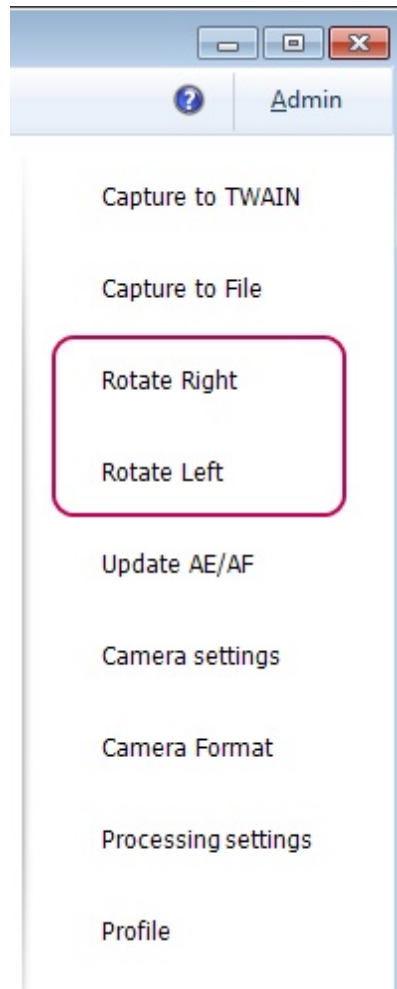 Admin
Capture to TWAIN
Capture to File
Rotate Right
Rotate Left
Update AE/AF
Camera settings
Camera Format
Processing settings
Profile